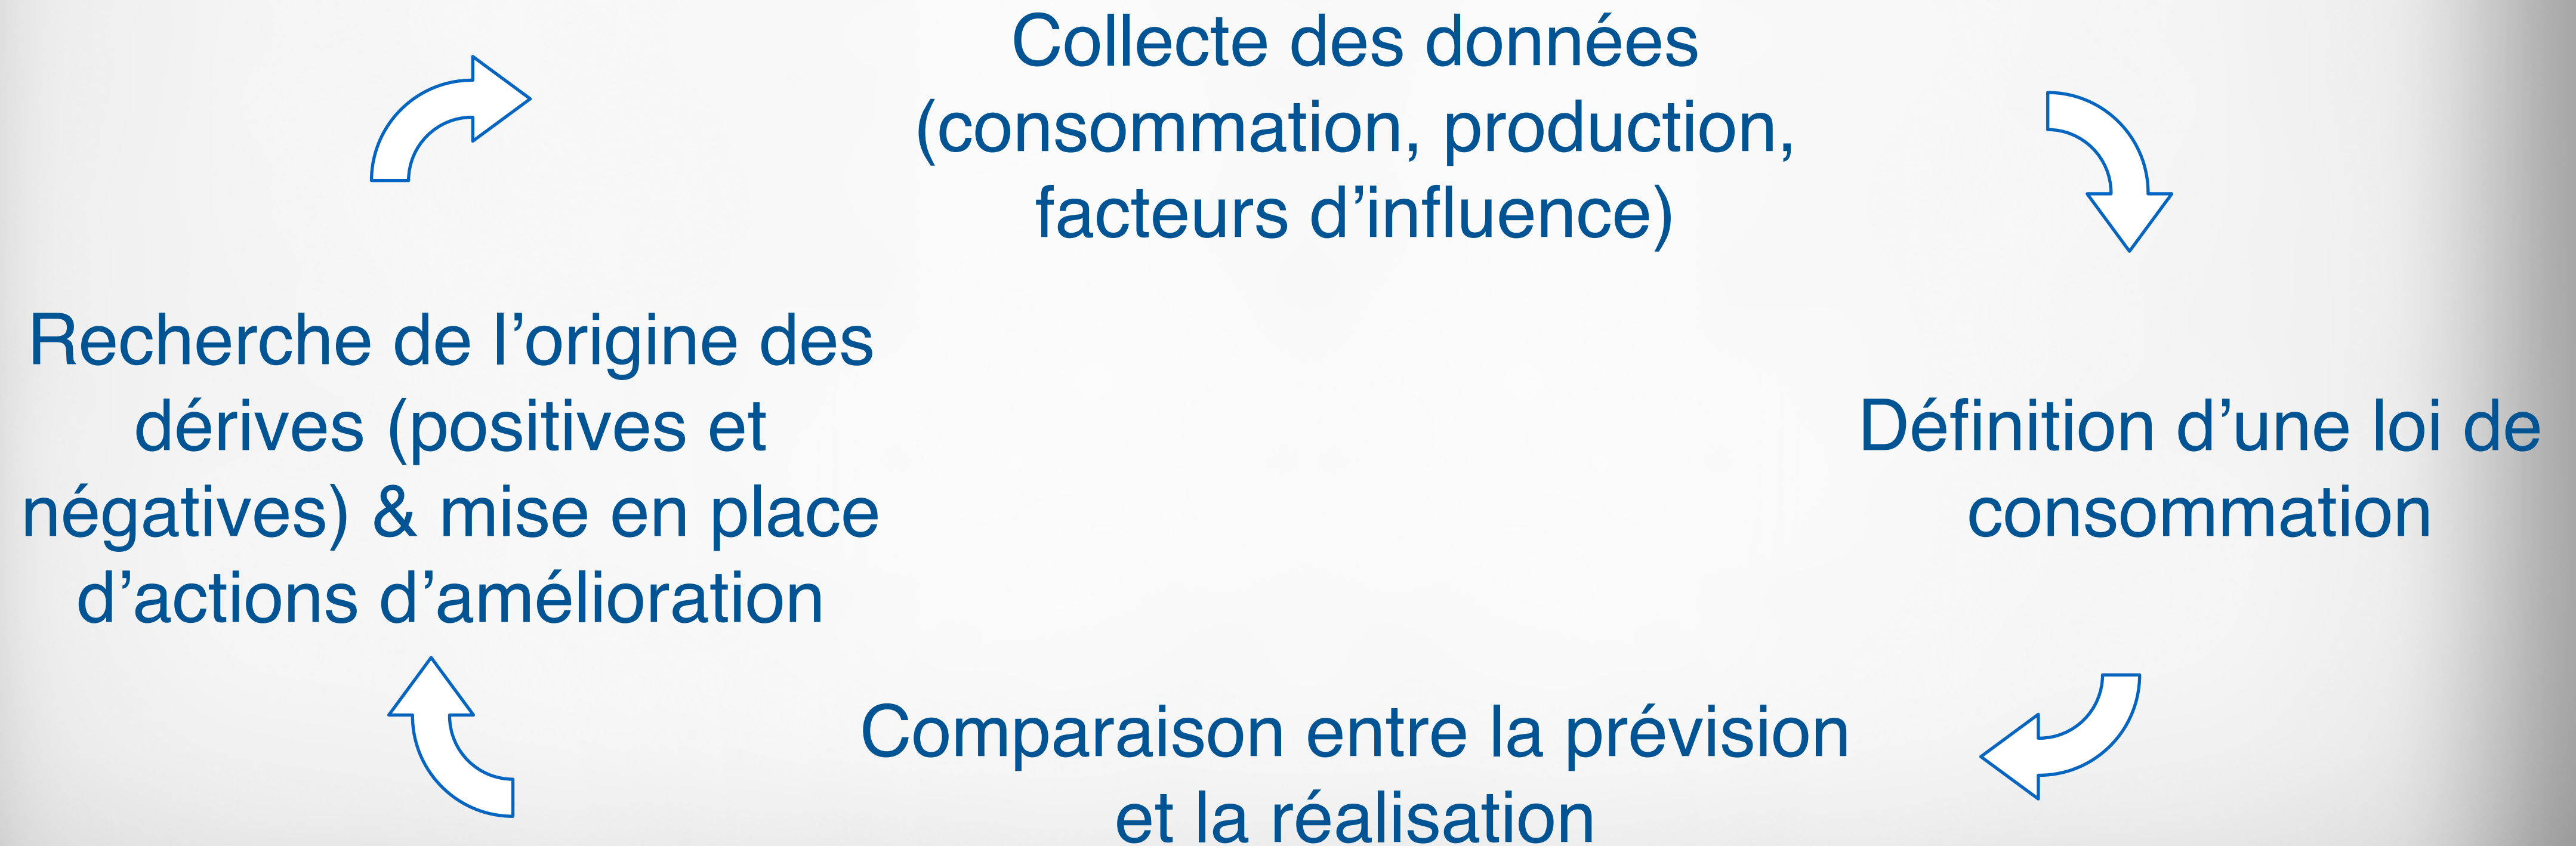 Collecte des données
(consommation, production,
facteurs d’influence)
Recherche de l’origine des
dérives (positives et
négatives) & mise en place
d’actions d’amélioration
Définition d’une loi de
consommation
Comparaison entre la prévision
et la réalisation